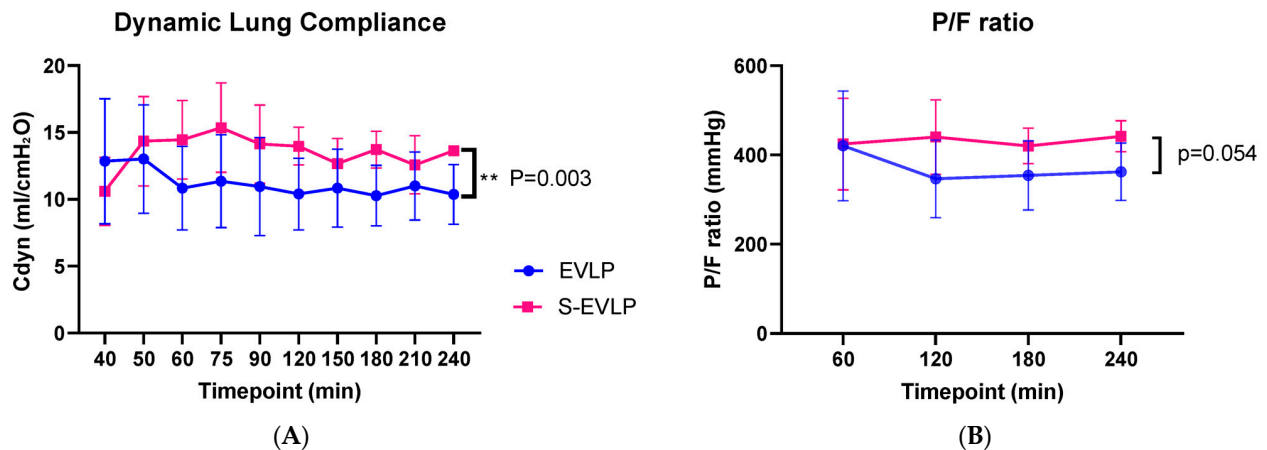 Dynamic Lung Compliance
Cdyn (ml/cmH₂O)
20
15
10
5
0
40 50 60 75 90 120 150 180 210 240
Timepoint (min)
** P=0.003
EVLP
S-EVLP
(A)
P/F ratio
P/F ratio (mmHg)
600
400
200
0
60 120 180 240
Timepoint (min)
p=0.054
(B)